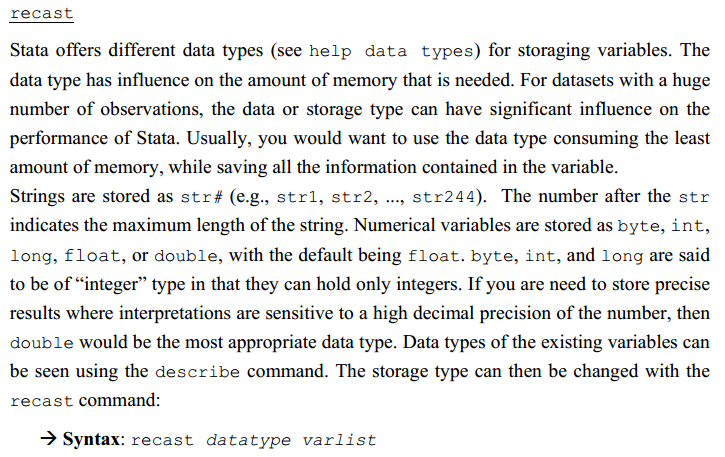 recast
Stata offers different data types (see help data types) for storaging variables. The
data type has influence on the amount of memory that is needed. For datasets with a huge
number of observations, the data or storage type can have significant influence on the
performance of Stata. Usually, you would want to use the data type consuming the least
amount of memory, while saving all the information contained in the variable.
Strings are stored as str# (e.g., str1, str2, ..., str244). The number after the str
indicates the maximum length of the string. Numerical variables are stored as byte, int,
long, float, or double, with the default being float. byte, int, and long are said
to be of “integer” type in that they can hold only integers. If you are need to store precise
results where interpretations are sensitive to a high decimal precision of the number, then
double would be the most appropriate data type. Data types of the existing variables can
be seen using the describe command. The storage type can then be changed with the
recast command:
→ Syntax: recast datatype varlist